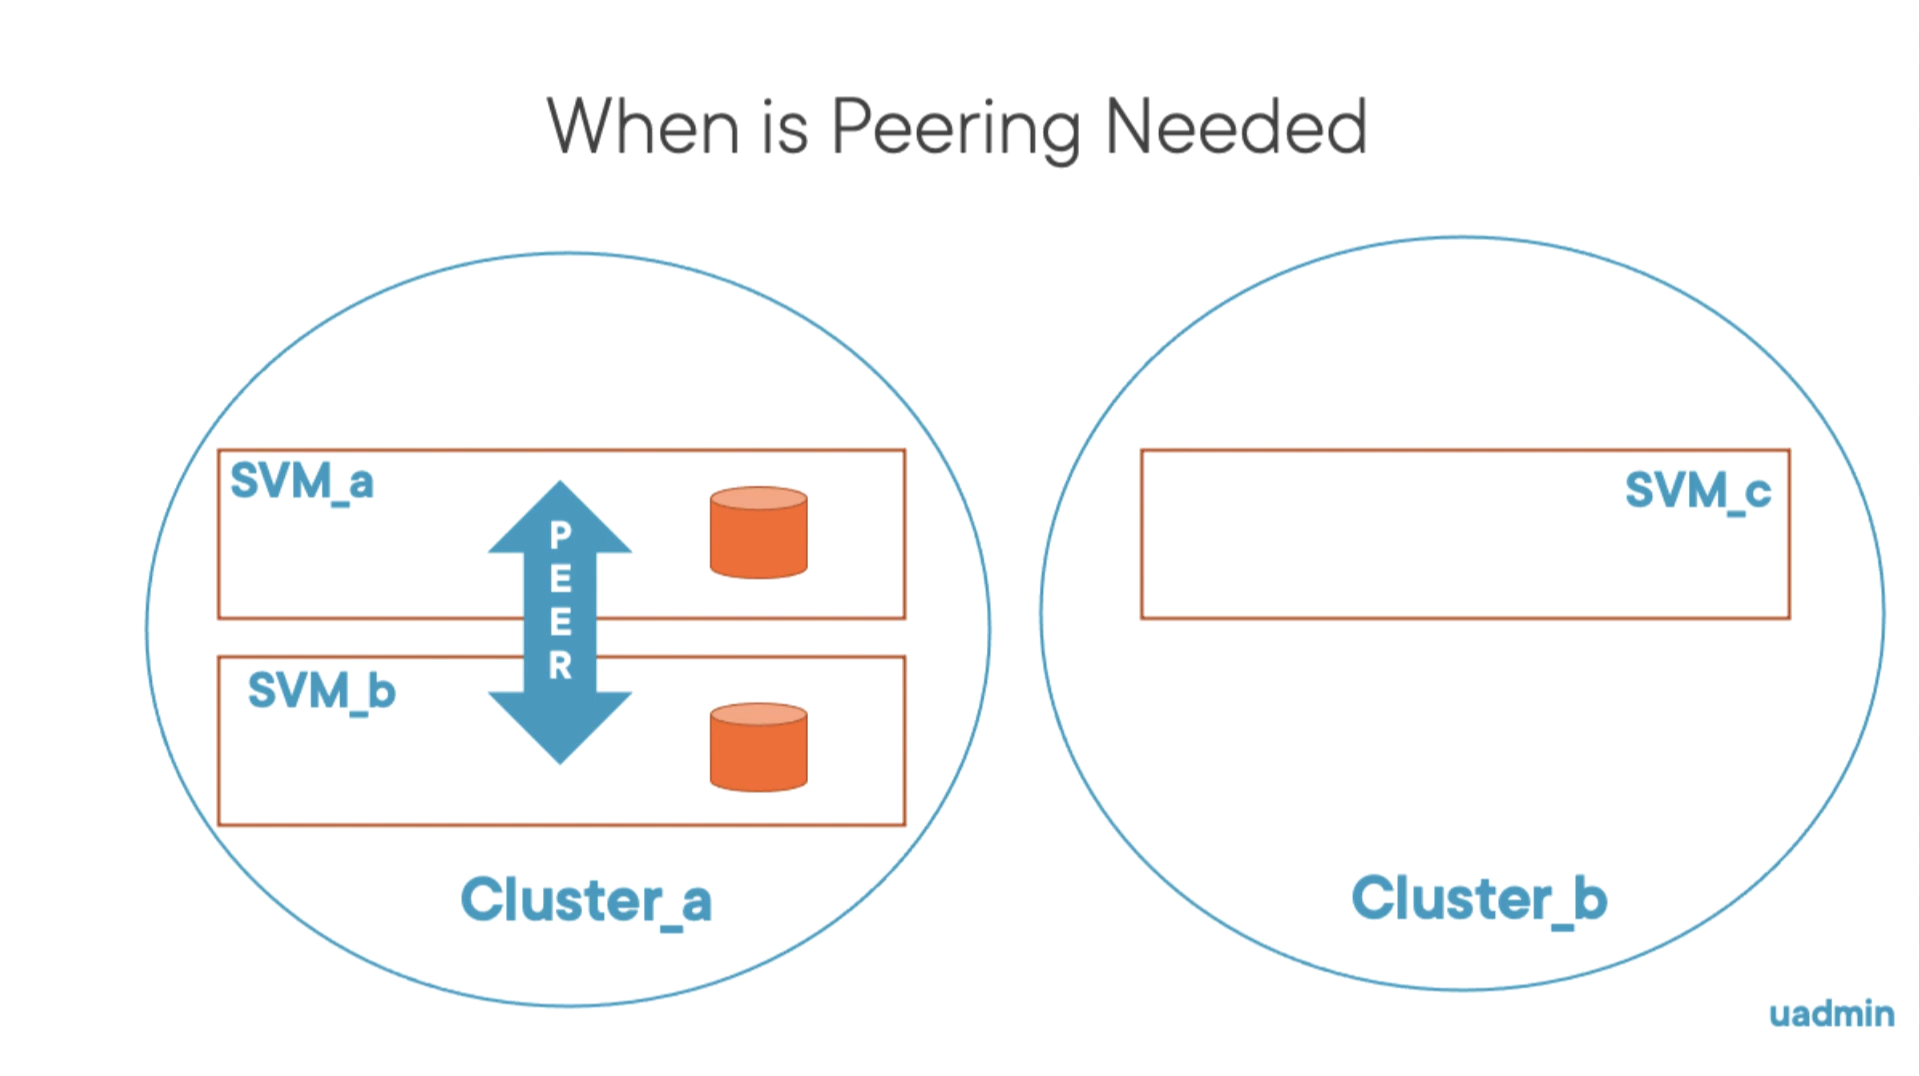 When is Peering Needed
SVM_a
P
E
E
R
SVM_b
Cluster_a
SVM_c
Cluster_b
uadmin